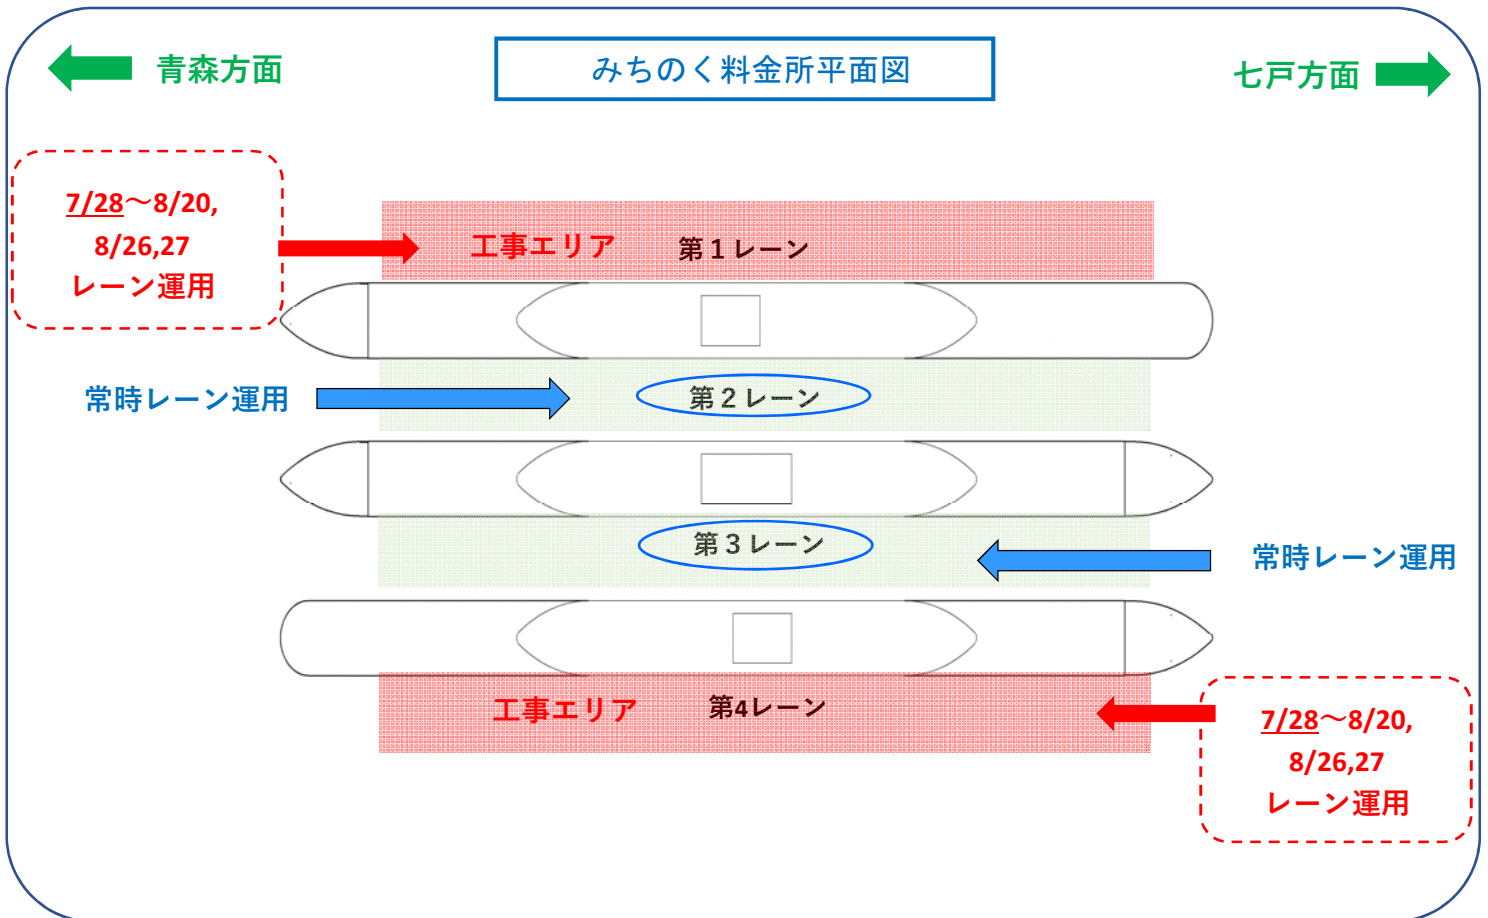 青森方面
みちのく料金所平面図
七戸方面
7/28～8/20,
8/26,27
レーン運用
工事エリア 第１レーン
常時レーン運用
第２レーン
第３レーン
常時レーン運用
工事エリア 第4レーン
7/28～8/20,
8/26,27
レーン運用